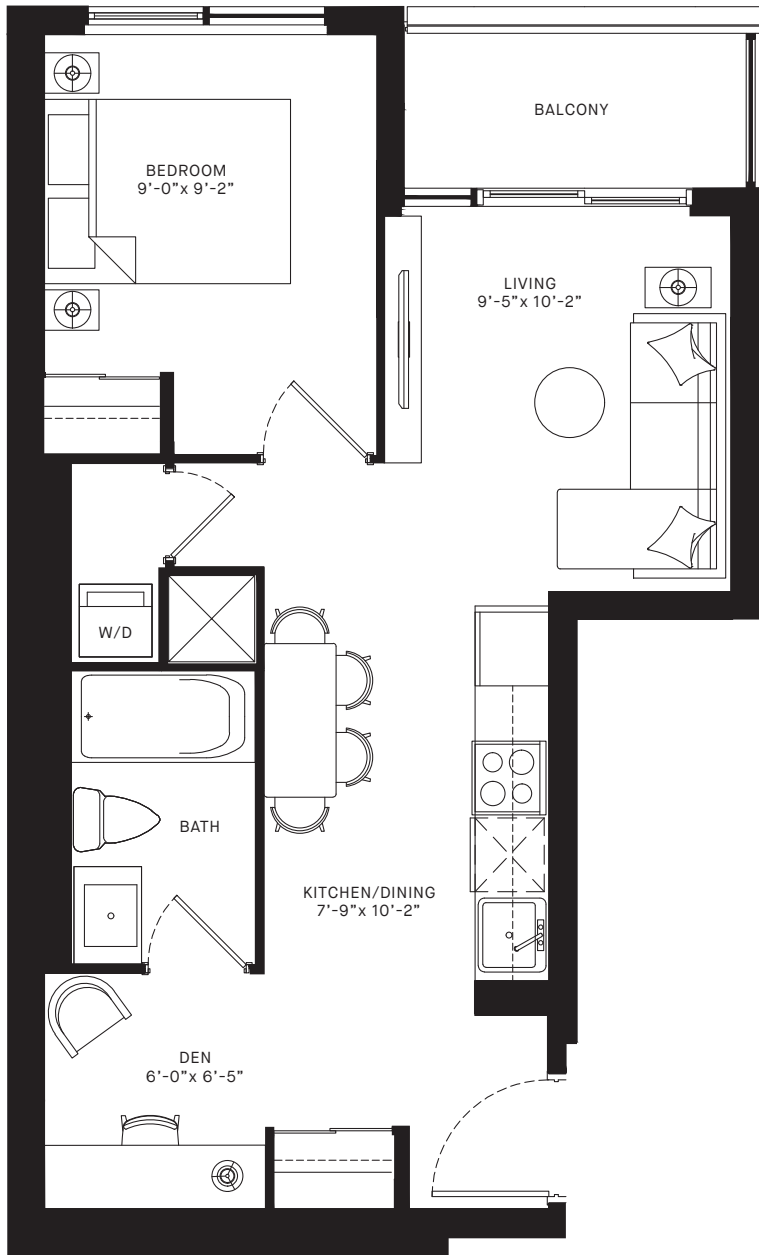 BALCONY
BEDROOM
9’-0”x 9’-2”
LIVING
9’-5”x 10’-2”
W/D
BATH
KITCHEN/DINING
7’-9”x 10’-2”
DEN
6’-0”x 6’-5”